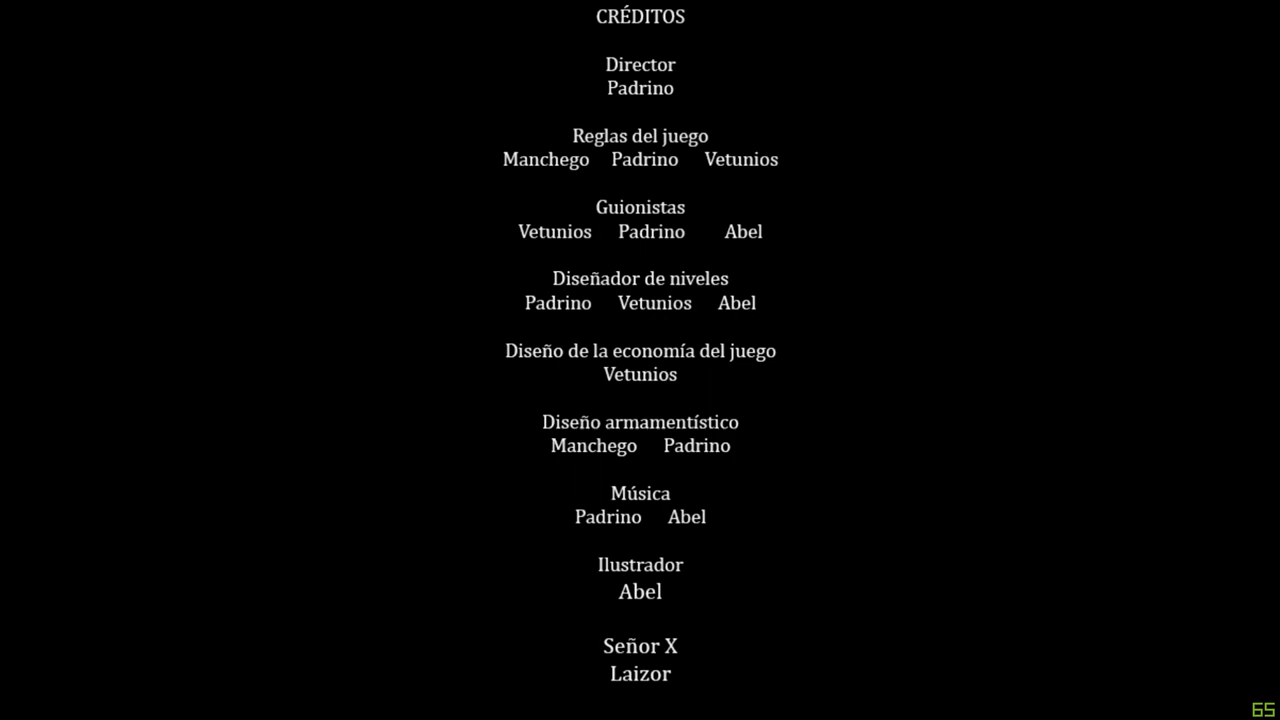 CRÉDITOS
Director
Padrino
Reglas del juego
Manchego Padrino Vetunios
Guionistas
Vetunios Padrino Abel
Diseñador de niveles
Padrino Vetunios Abel
Diseño de la economía del juego
Vetunios
Diseño armamentístico
Manchego Padrino
Música
Padrino Abel
Ilustrador
Abel
Señor X
Laizor
65